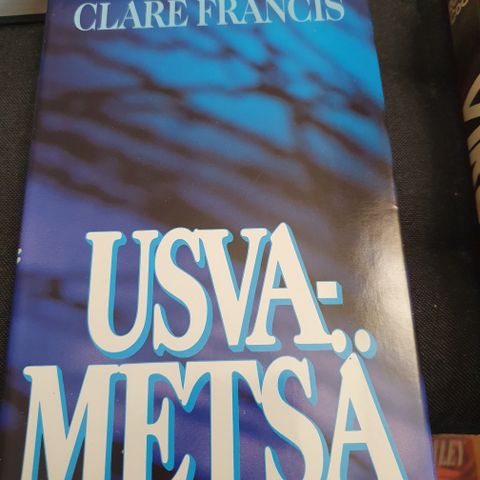 CLARE FRANCIS
USVA-
METSÄ